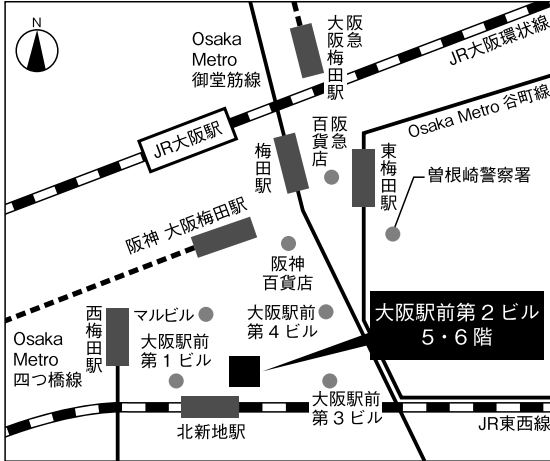 N
Osaka
Metro
御堂筋線
阪急
大阪梅田駅
JR大阪環状線
Osaka Metro 谷町線
JR大阪駅
梅田駅
阪急
百貨店
東梅田駅
曽根崎警察署
阪神 大阪梅田駅
阪神
百貨店
西梅田駅
マルビル
大阪駅前
第4ビル
大阪駅前第2ビル
5・6階
Osaka
Metro
四つ橋線
大阪駅前
第1ビル
大阪駅前
第3ビル
北新地駅
JR東西線